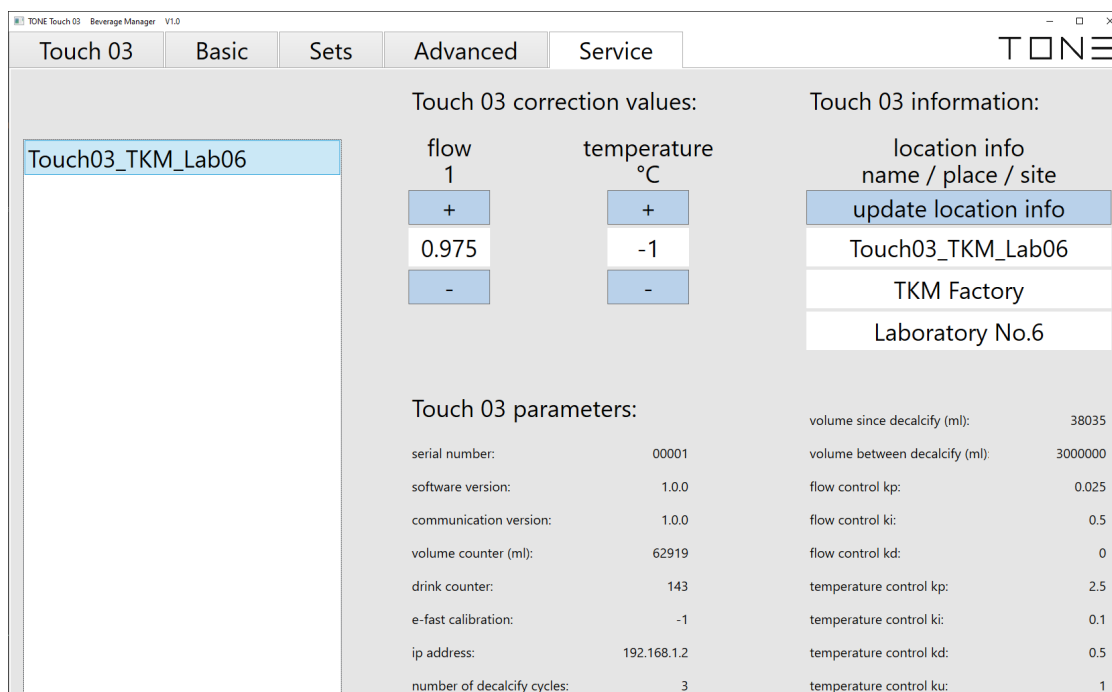 TONE Touch 03 Beverage Manager V1.0
Touch 03 Basic Sets Advanced Service
TONE
Touch03_TKM_Lab06
Touch 03 correction values:
flow temperature
1 °C
+ +
0.975 -1
- -
Touch 03 information:
location info
name / place / site
update location info
Touch03_TKM_Lab06
TKM Factory
Laboratory No.6
Touch 03 parameters:
serial number: 00001
software version: 1.0.0
communication version: 1.0.0
volume counter (ml): 62919
drink counter: 143
e-fast calibration: -1
ip address: 192.168.1.2
number of decalcify cycles: 3
volume since decalcify (ml): 38035
volume between decalcify (ml): 3000000
flow control kp: 0.025
flow control ki: 0.5
flow control kd: 0
temperature control kp: 2.5
temperature control ki: 0.1
temperature control kd: 0.5
temperature control ku: 1